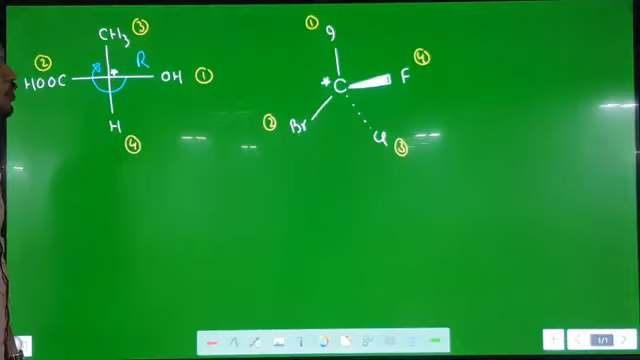 ③
CH₃
②
R
HOOC
*
OH ①
H
④
①
I
④
*
C
F
②
Br
Cl
③
1/1